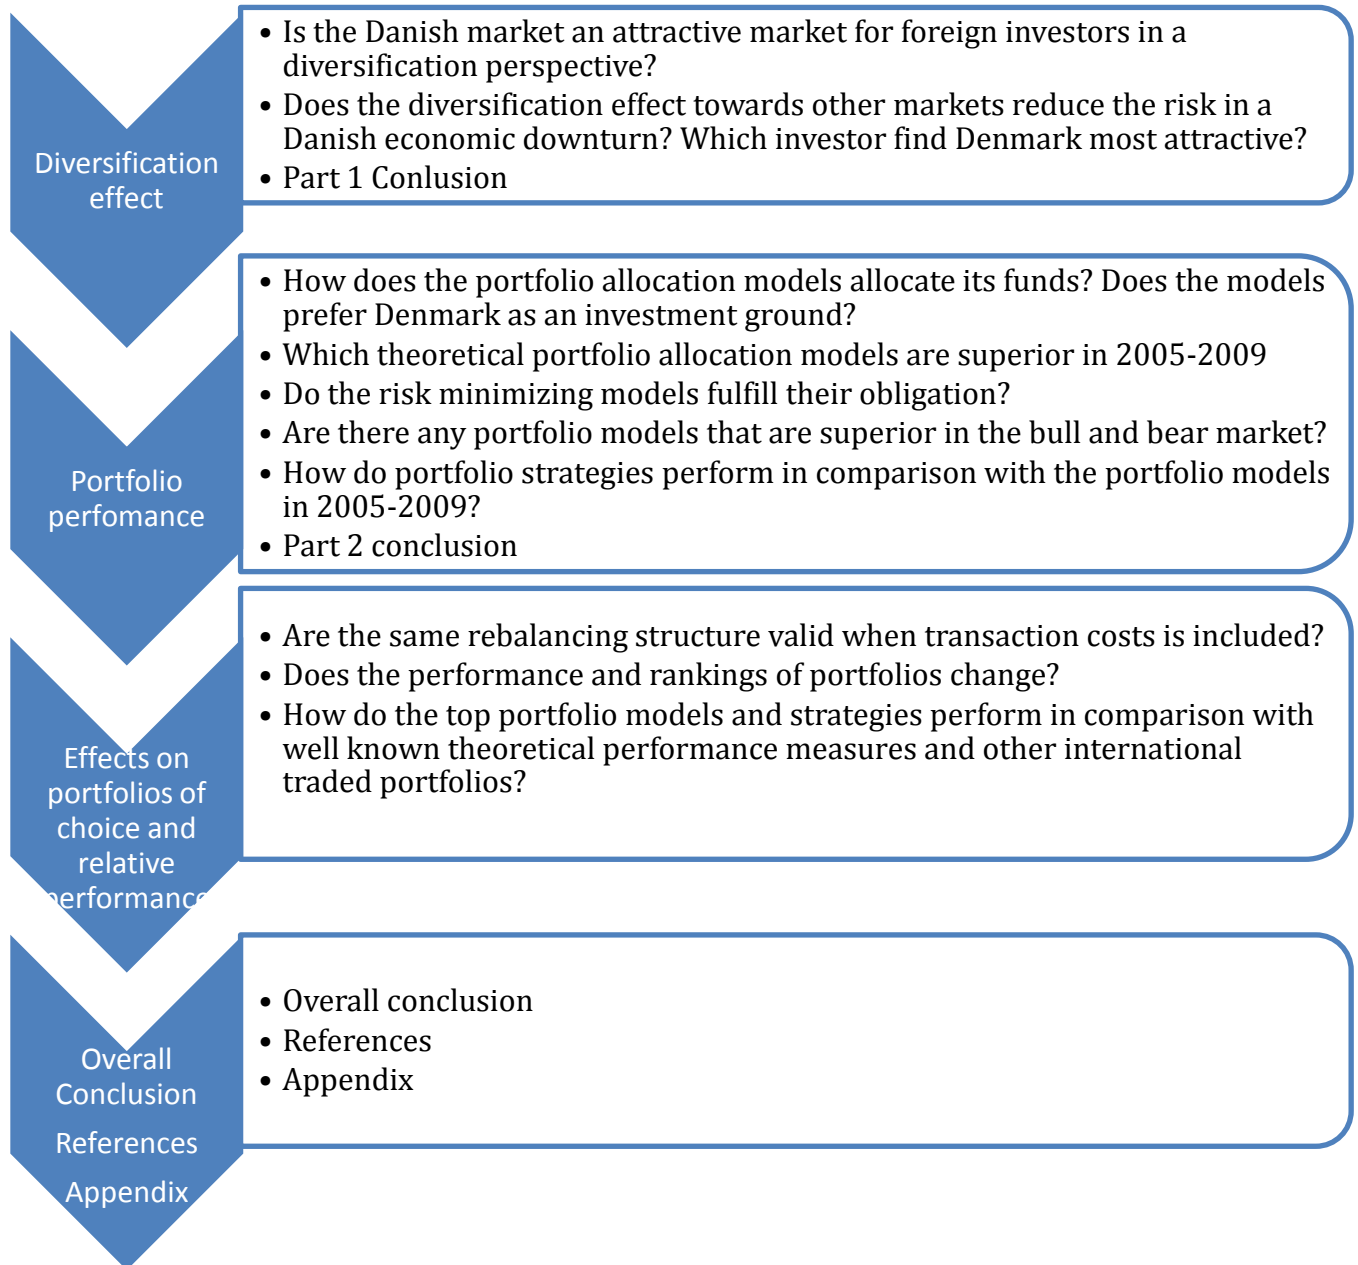 Diversification
effect
• Is the Danish market an attractive market for foreign investors in a
diversification perspective?
• Does the diversification effect towards other markets reduce the risk in a
Danish economic downturn? Which investor find Denmark most attractive?
• Part 1 Conlusion
Portfolio
perfomance
• How does the portfolio allocation models allocate its funds? Does the models
prefer Denmark as an investment ground?
• Which theoretical portfolio allocation models are superior in 2005-2009
• Do the risk minimizing models fulfill their obligation?
• Are there any portfolio models that are superior in the bull and bear market?
• How do portfolio strategies perform in comparison with the portfolio models
in 2005-2009?
• Part 2 conclusion
Effects on
portfolios of
choice and
relative
performance
• Are the same rebalancing structure valid when transaction costs is included?
• Does the performance and rankings of portfolios change?
• How do the top portfolio models and strategies perform in comparison with
well known theoretical performance measures and other international
traded portfolios?
Overall
Conclusion
References
Appendix
• Overall conclusion
• References
• Appendix